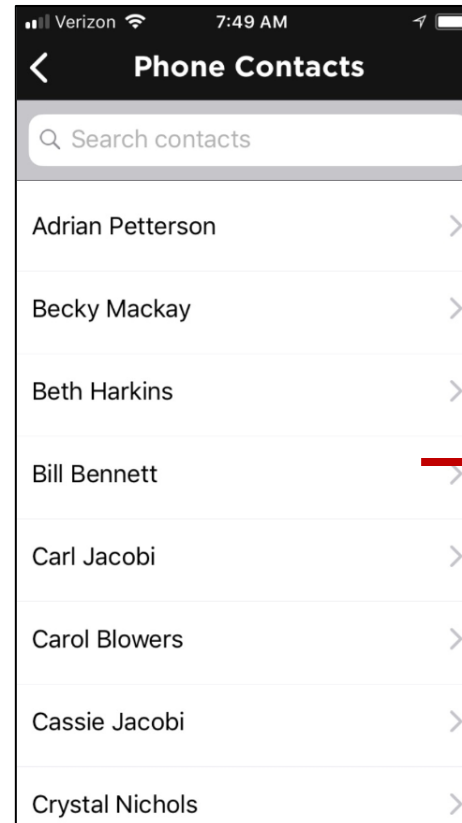 Verizon 7:49 AM
Phone Contacts
Search contacts
Adrian Petterson
Becky Mackay
Beth Harkins
Bill Bennett
Carl Jacobi
Carol Blowers
Cassie Jacobi
Crystal Nichols